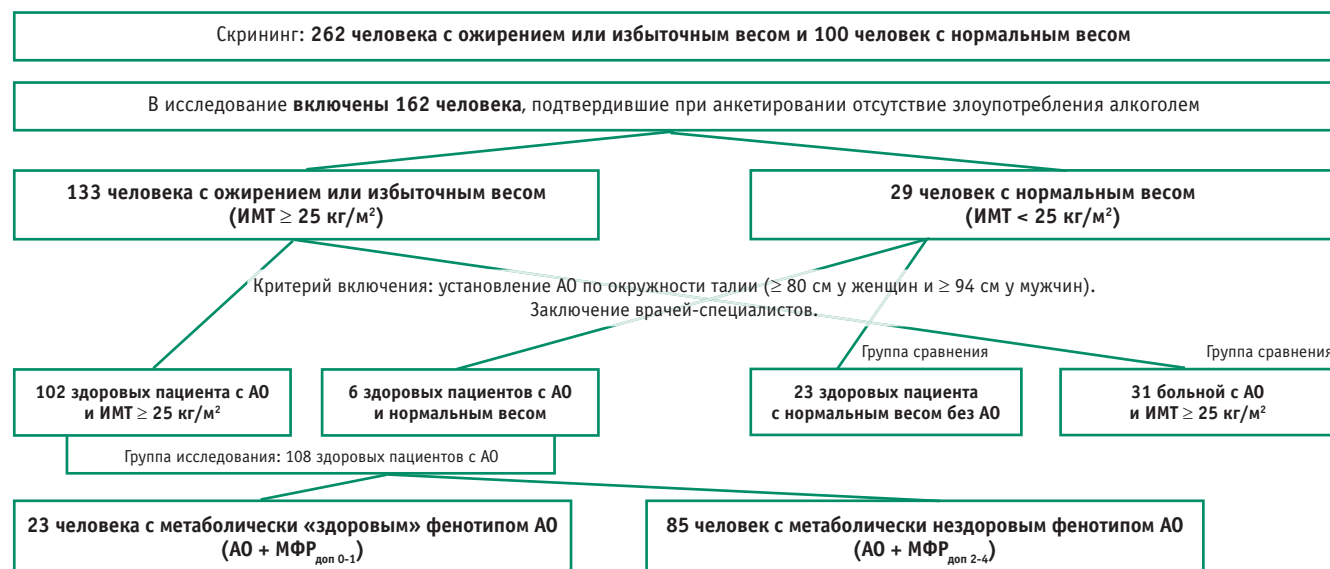 Скрининг: 262 человека с ожирением или избыточным весом и 100 человек с нормальным весом
В исследование включены 162 человека, подтвердившие при анкетировании отсутствие злоупотребления алкоголем
133 человека с ожирением или избыточным весом
(ИМТ ≥ 25 кг/м²)
29 человек с нормальным весом
(ИМТ < 25 кг/м²)
Критерий включения: установление АО по окружности талии (≥ 80 см у женщин и ≥ 94 см у мужчин).
Заключение врачей-специалистов.
Группа сравнения
Группа сравнения
102 здоровых пациента с АО
и ИМТ ≥ 25 кг/м²
6 здоровых пациентов с АО
и нормальным весом
23 здоровых пациента
с нормальным весом без АО
31 больной с АО
и ИМТ ≥ 25 кг/м²
Группа исследования: 108 здоровых пациентов с АО
23 человека с метаболически «здоровым» фенотипом АО
(АО + МФР доп 0-1)
85 человек с метаболически нездоровым фенотипом АО
(АО + МФР доп 2-4)